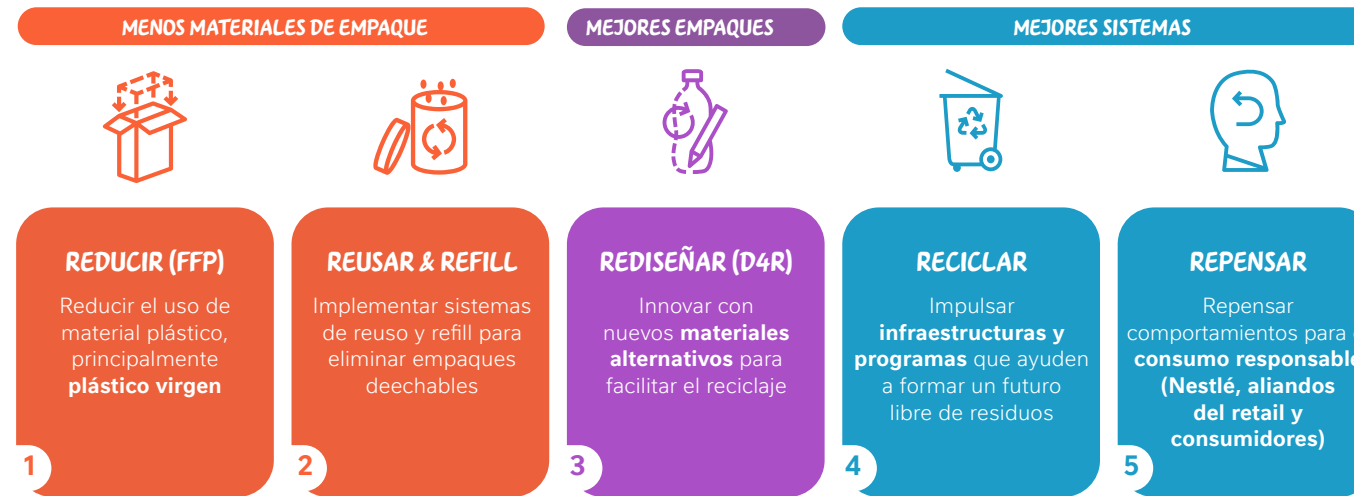 MENOS MATERIALES DE EMPAQUE
MEJORES EMPAQUES
MEJORES SISTEMAS
REDUCIR (FFP)
Reducir el uso de
material plástico,
principalmente
plástico virgen
1
REUSAR & REFILL
Implementar sistemas
de reuso y refill para
eliminar empaques
deechables
2
REDISEÑAR (D4R)
Innovar con
nuevos materiales
alternativos para
facilitar el reciclaje
3
RECICLAR
Impulsar
infraestructuras y
programas que ayuden
a formar un futuro
libre de residuos
4
REPENSAR
Repensar
comportamientos para
consumo responsable
(Nestlé, aliandos
del retail y
consumidores)
5